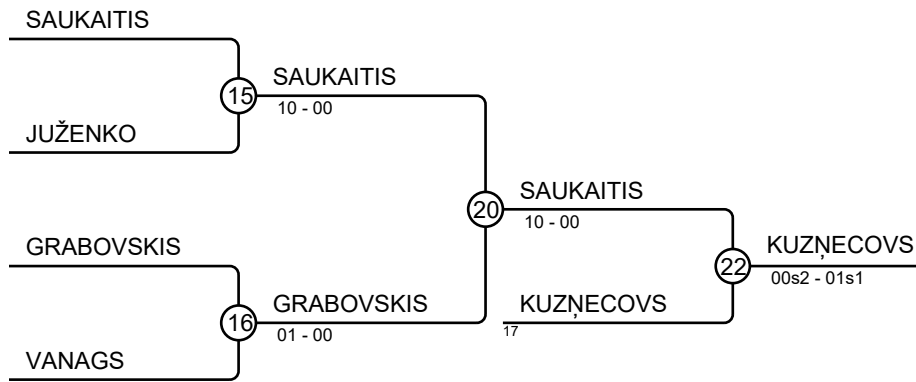 SAUKAITIS
15
SAUKAITIS
10 - 00
JUŽENKO
20
SAUKAITIS
10 - 00
GRABOVSKIS
22
KUZŅECOVS
00s2 - 01s1
16
GRABOVSKIS
01 - 00
KUZŅECOVS
17
VANAGS